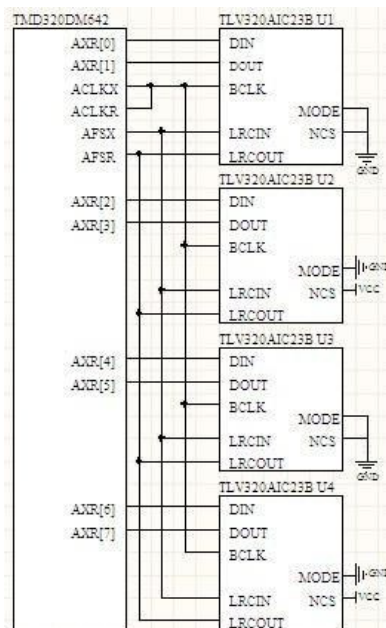 TMD320DM642
TLV320AIC23B U1
AXR[0] DIN
AXR[1] DOUT
ACLKX BCLK
ACLKR MODE
AFSX LRCIN NCS
AFSR LRCOUT
GND
TLV320AIC23B U2
AXR[2] DIN
AXR[3] DOUT
BCLK
MODE GND
LRCIN NCS VCC
LRCOUT
TLV320AIC23B U3
AXR[4] DIN
AXR[5] DOUT
BCLK
MODE
LRCIN NCS
LRCOUT GND
TLV320AIC23B U4
AXR[6] DIN
AXR[7] DOUT
BCLK
MODE GND
LRCIN NCS VCC
LRCOUT